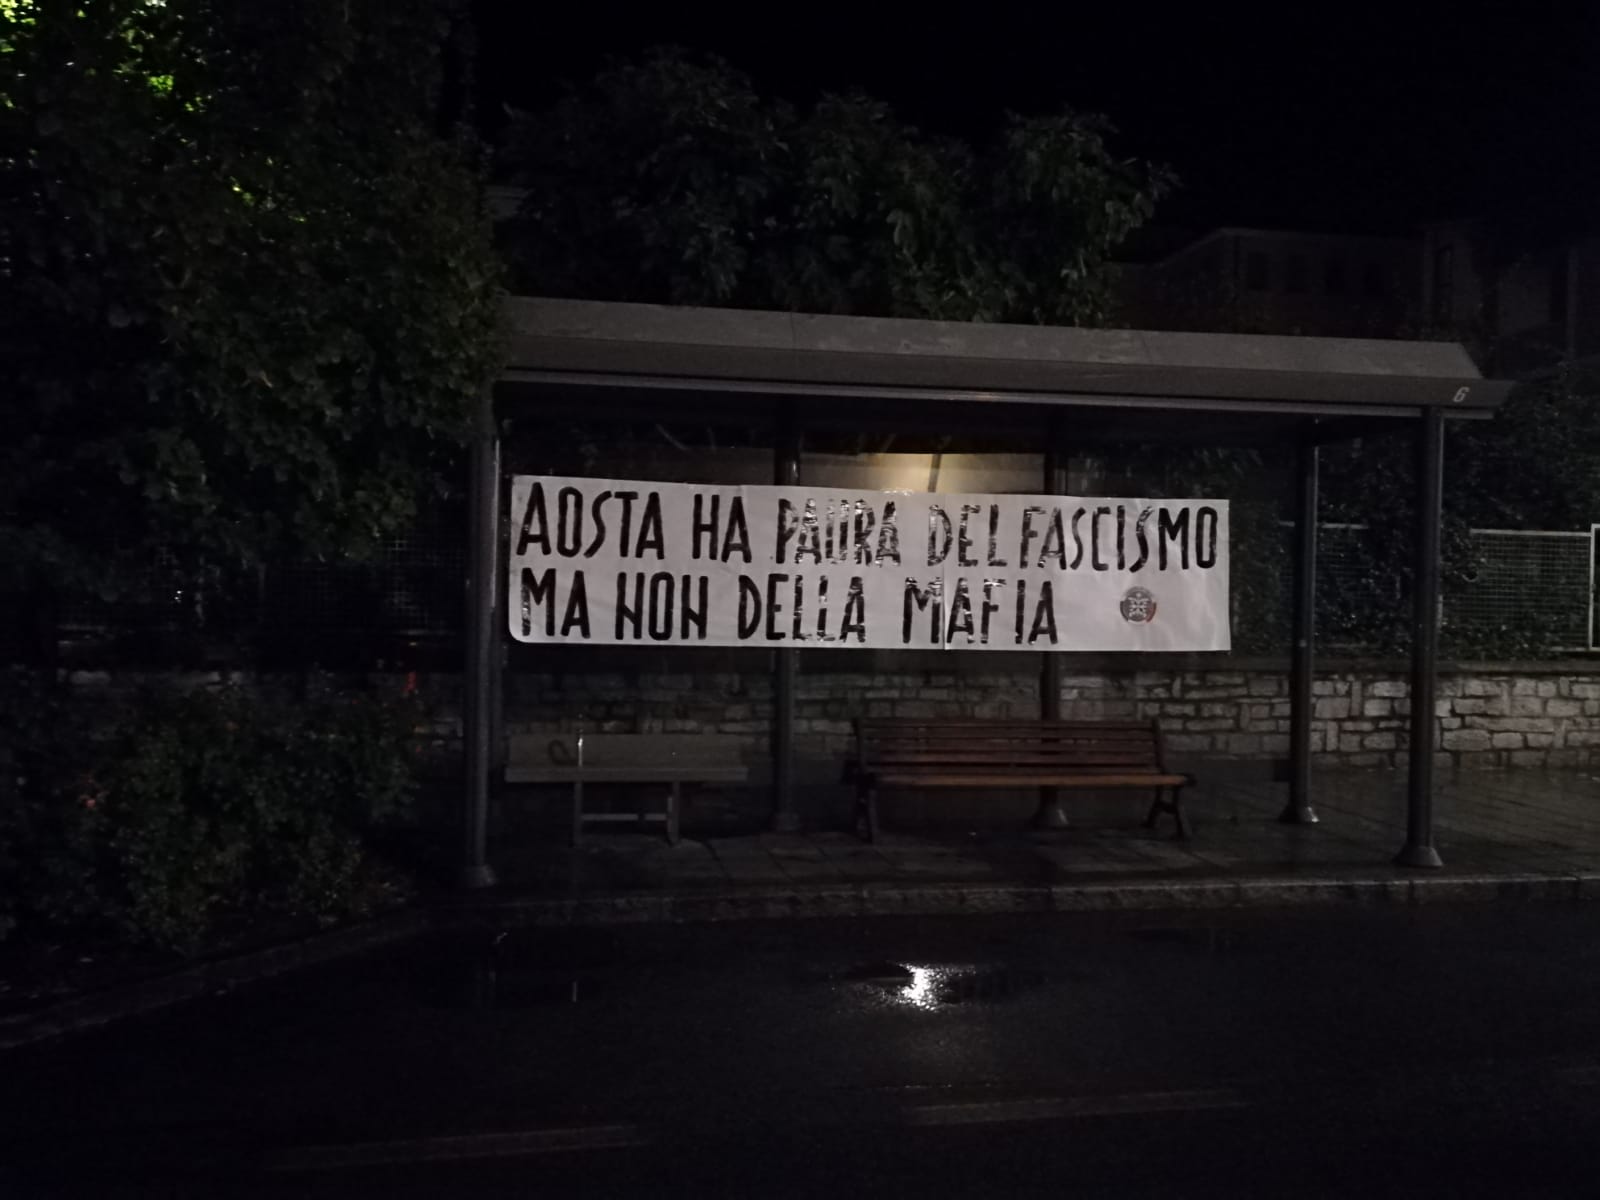 AOSTA HA PAURA DEL FASCISMO
MA NON DELLA MAFIA
G